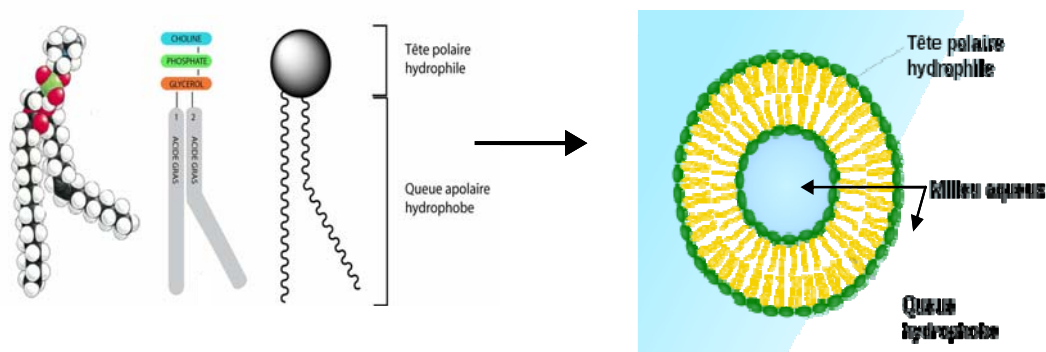 CHOLINE
PHOSPHATE
GLYCEROL
1
2
ACIDE GRAS
ACIDE GRAS
Tête polaire
hydrophile
Queue apolaire
hydrophobe
Tête polaire
hydrophile
Milieu aqueus
Queue
hydrophobe